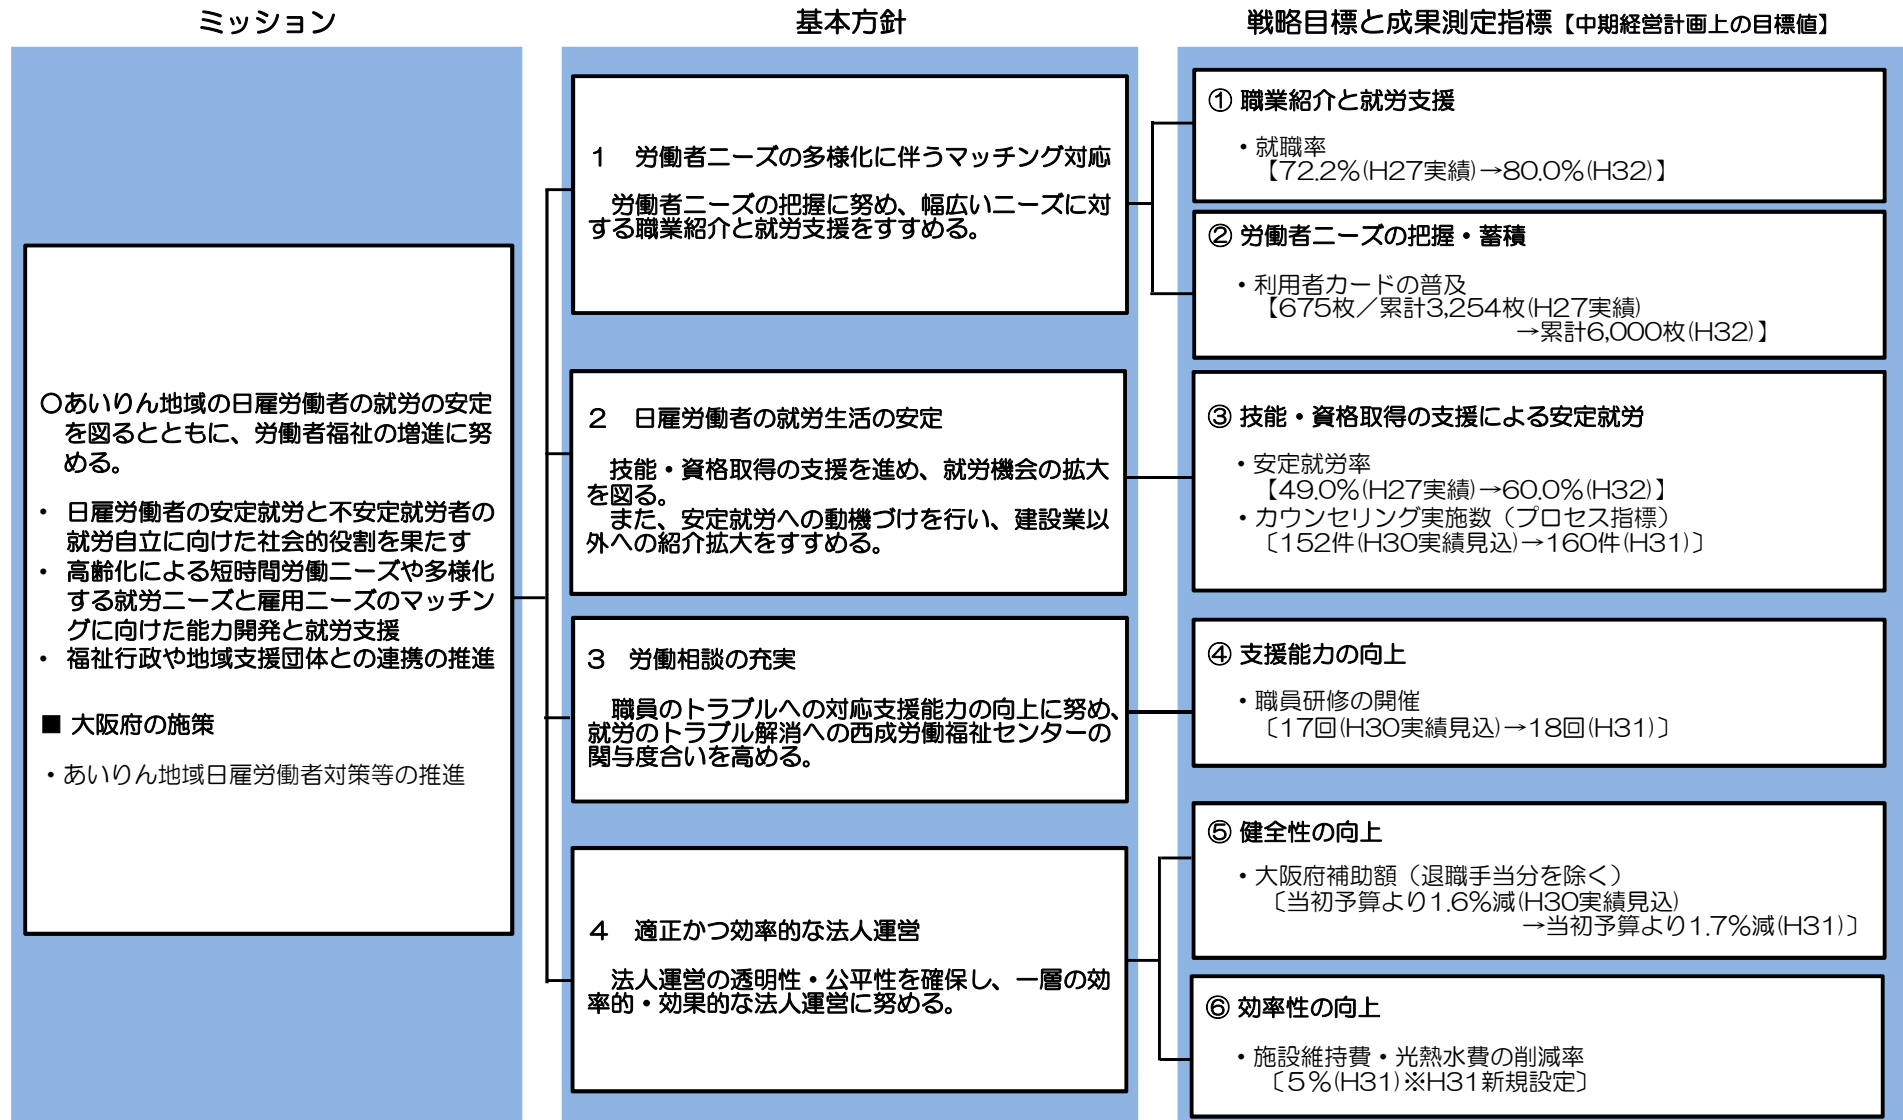 ミッション
基本方針
戦略目標と成果測定指標【中期経営計画上の目標値】
〇あいりん地域の日雇労働者の就労の安定
を図るとともに、労働者福祉の増進に努
める。
・ 日雇労働者の安定就労と不安定就労者の
就労自立に向けた社会的役割を果たす
・ 高齢化による短時間労働ニーズや多様化
する就労ニーズと雇用ニーズのマッチン
グに向けた能力開発と就労支援
・ 福祉行政や地域支援団体との連携の推進
■ 大阪府の施策
・あいりん地域日雇労働者対策等の推進
１ 労働者ニーズの多様化に伴うマッチング対応
労働者ニーズの把握に努め、幅広いニーズに対
する職業紹介と就労支援をすすめる。
２ 日雇労働者の就労生活の安定
技能・資格取得の支援を進め、就労機会の拡大
を図る。
また、安定就労への動機づけを行い、建設業以
外への紹介拡大をすすめる。
３ 労働相談の充実
職員のトラブルへの対応支援能力の向上に努め、
就労のトラブル解消への西成労働福祉センターの
関与度合いを高める。
４ 適正かつ効率的な法人運営
法人運営の透明性・公平性を確保し、一層の効
率的・効果的な法人運営に努める。
① 職業紹介と就労支援
・就職率
【72.2%(H27実績)→80.0%(H32)】
② 労働者ニーズの把握・蓄積
・利用者カードの普及
【675枚／累計3,254枚(H27実績)
→累計6,000枚(H32)】
③ 技能・資格取得の支援による安定就労
・安定就労率
【49.0%(H27実績)→60.0%(H32)】
・カウンセリング実施数（プロセス指標）
〔152件(H30実績見込)→160件(H31)〕
④ 支援能力の向上
・職員研修の開催
〔17回(H30実績見込)→18回(H31)〕
⑤ 健全性の向上
・大阪府補助額（退職手当分を除く）
〔当初予算より1.6%減(H30実績見込)
→当初予算より1.7%減(H31)〕
⑥ 効率性の向上
・施設維持費・光熱水費の削減率
〔５％(H31)※H31新規設定〕